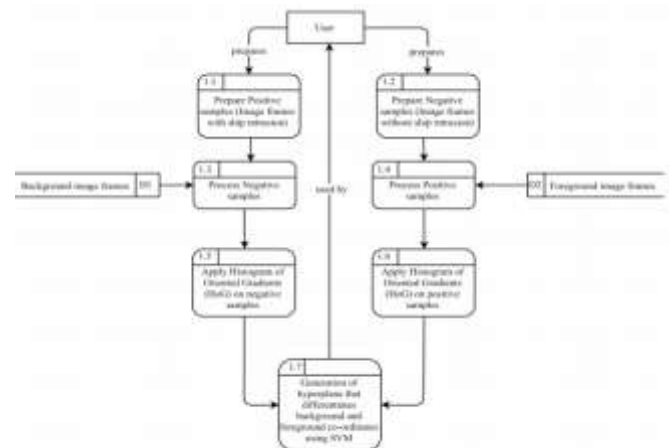 User
prepares
prepares
1.1
Prepare Positive
samples (Image frames
with ship intrusion)
1.2
Prepare Negative
samples (Image frames
without ship intrusion)
Background image frames
D1
1.3
Process Negative
samples
used by
1.4
Process Positive
samples
D2
Foreground image frames
1.5
Apply Histogram of
Oriented Gradients
(HoG) on negative
samples
1.6
Apply Histogram of
Oriented Gradients
(HoG) on positive
samples
1.7
Generation of
hyperplane that
differentiates
background and
foreground co-ordinates
using SVM